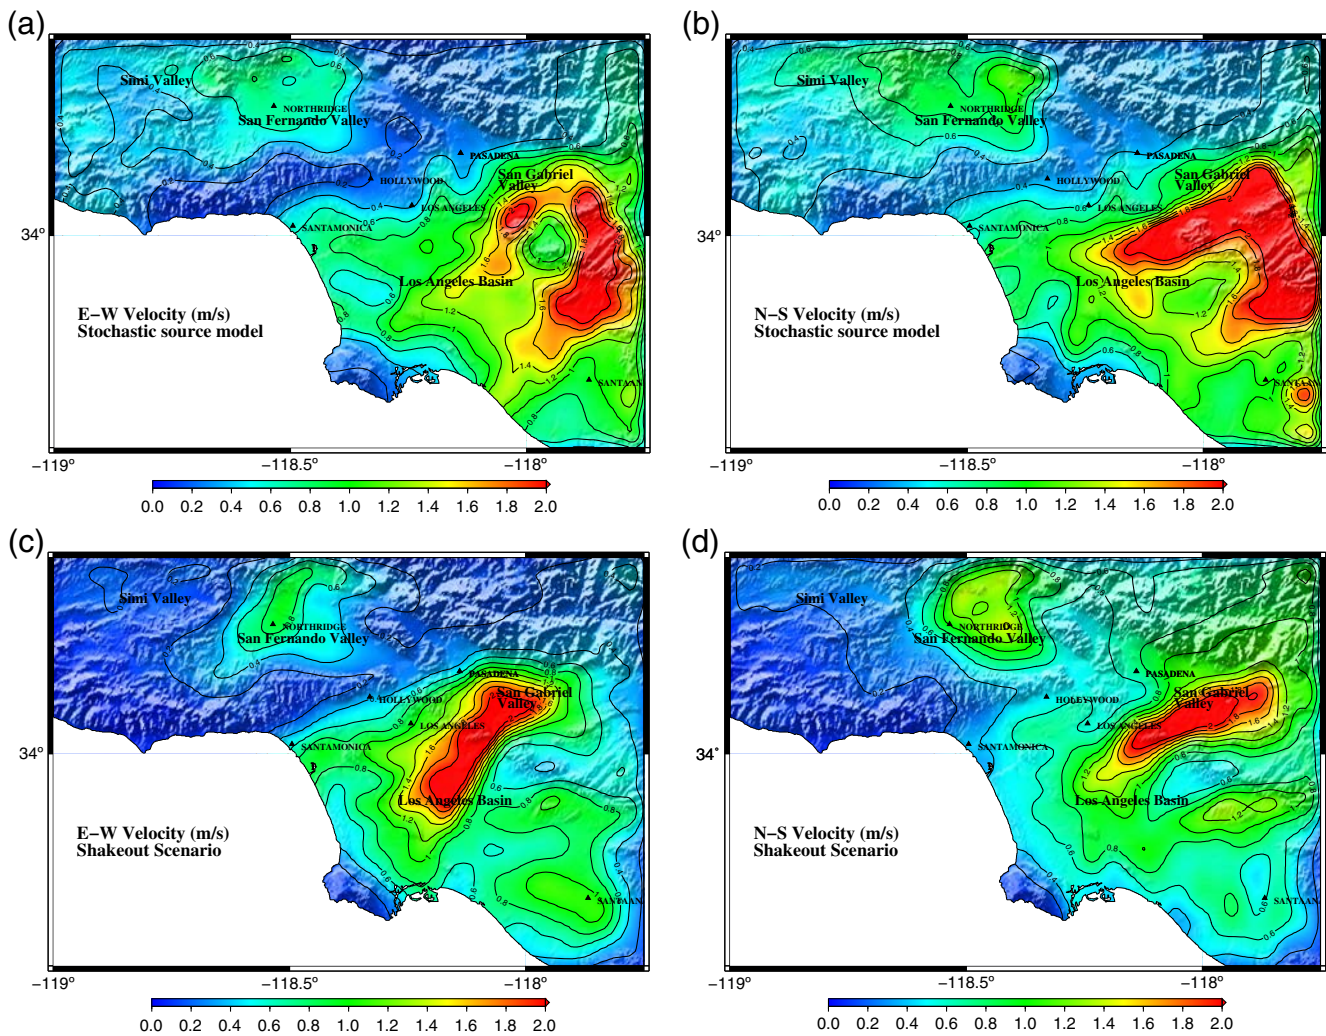 (a)
(b)
Simi Valley
NORTHRIDGE
San Fernando Valley
PASADENA
San Gabriel
Valley
HOLLYWOOD
LOS ANGELES
SANTAMONICA
34°
Los Angeles Basin
E-W Velocity (m/s)
Stochastic source model
SANTAAN
-119° -118.5° -118°
0.0 0.2 0.4 0.6 0.8 1.0 1.2 1.4 1.6 1.8 2.0
Simi Valley
NORTHRIDGE
San Fernando Valley
PASADENA
San Gabriel
Valley
HOLLYWOOD
LOS ANGELES
SANTAMONICA
34°
Los Angeles Basin
N-S Velocity (m/s)
Stochastic source model
SANTAAN
-119° -118.5° -118°
0.0 0.2 0.4 0.6 0.8 1.0 1.2 1.4 1.6 1.8 2.0
(c)
(d)
Simi Valley
NORTHRIDGE
San Fernando Valley
PASADENA
San Gabriel
Valley
HOLLYWOOD
LOS ANGELES
SANTAMONICA
34°
Los Angeles Basin
E-W Velocity (m/s)
Shakeout Scenario
SANTAAN
-119° -118.5° -118°
0.0 0.2 0.4 0.6 0.8 1.0 1.2 1.4 1.6 1.8 2.0
Simi Valley
NORTHRIDGE
San Fernando Valley
PASADENA
San Gabriel
Valley
HOLLYWOOD
LOS ANGELES
SANTAMONICA
34°
Los Angeles Basin
N-S Velocity (m/s)
Shakeout Scenario
SANTAAN
-119° -118.5° -118°
0.0 0.2 0.4 0.6 0.8 1.0 1.2 1.4 1.6 1.8 2.0